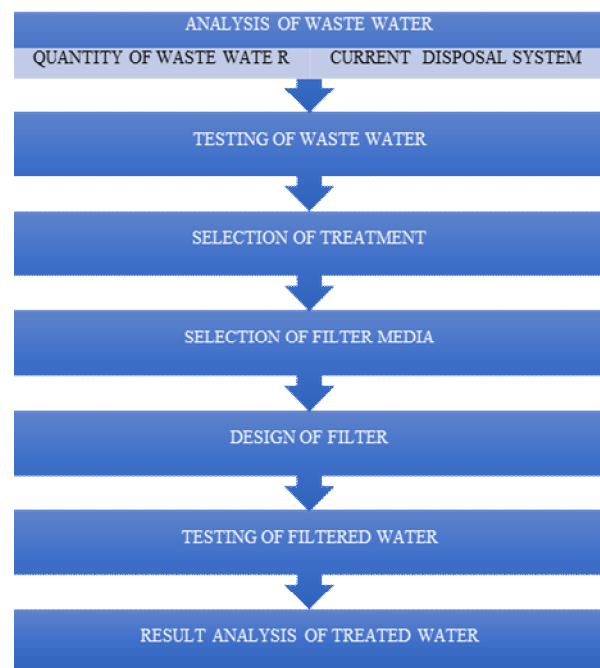 ANALYSIS OF WASTE WATER
QUANTITY OF WASTE WATE R CURRENT DISPOSAL SYSTEM
TESTING OF WASTE WATER
SELECTION OF TREATMENT
SELECTION OF FILTER MEDIA
DESIGN OF FILTER
TESTING OF FILTERED WATER
RESULT ANALYSIS OF TREATED WATER